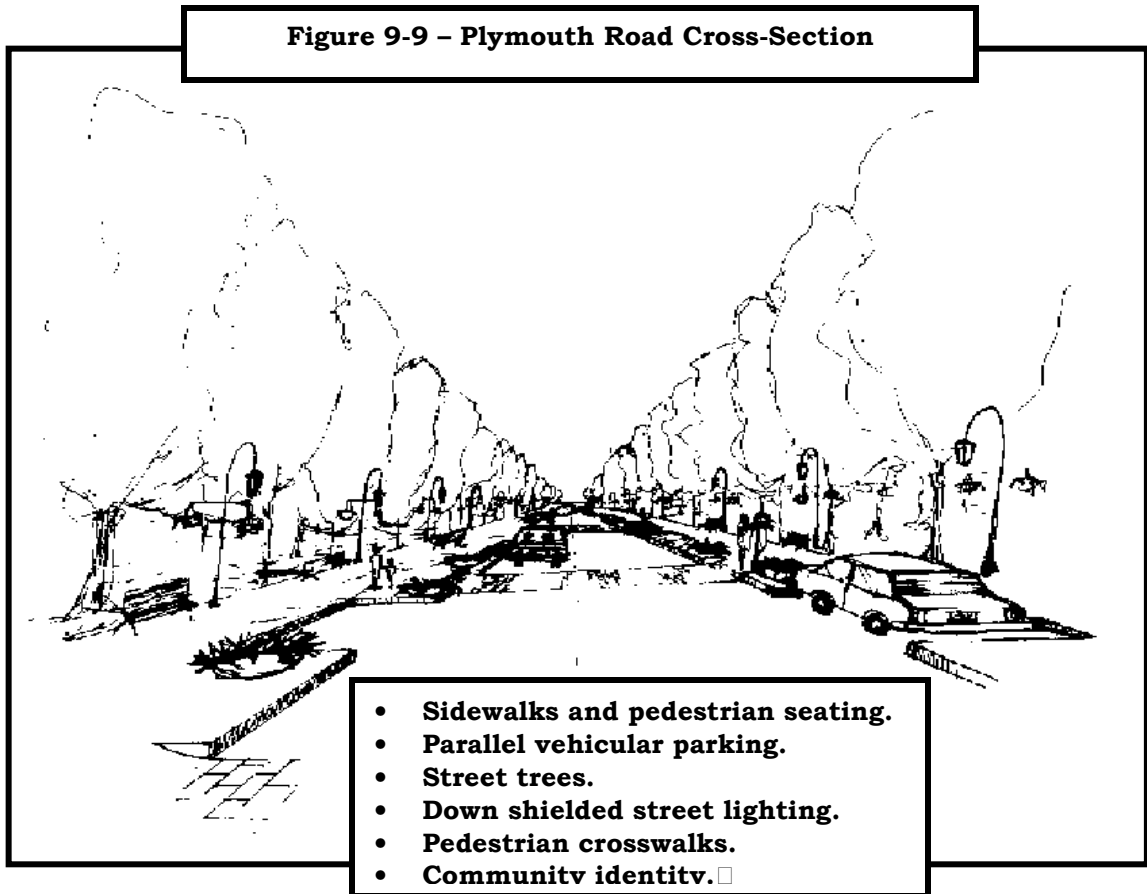 Figure 9-9 – Plymouth Road Cross-Section
• Sidewalks and pedestrian seating.
• Parallel vehicular parking.
• Street trees.
• Down shielded street lighting.
• Pedestrian crosswalks.
• Community identity.